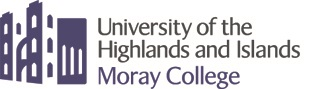 University of the
Highlands and Islands
Moray College